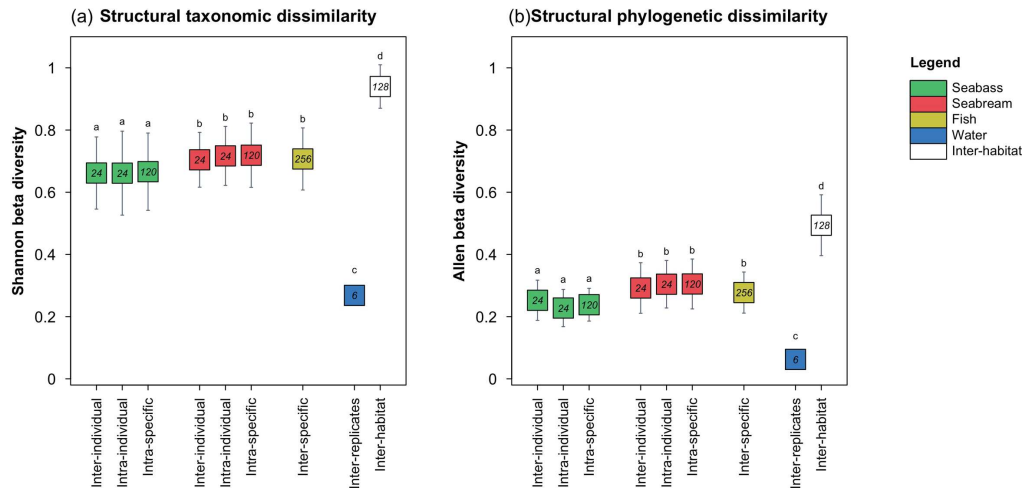 (a) Structural taxonomic dissimilarity
Shannon beta diversity
1
0.8
0.6
0.4
0.2
0
a a a b b b b c d
24 24 120 24 24 120 256 6 128
Inter-individual
Intra-individual
Intra-specific
Inter-individual
Intra-individual
Intra-specific
Inter-specific
Inter-replicates
Inter-habitat
(b)Structural phylogenetic dissimilarity
Allen beta diversity
1
0.8
0.6
0.4
0.2
0
a a a b b b b c d
24 24 120 24 24 120 256 6 128
Inter-individual
Intra-individual
Intra-specific
Inter-individual
Intra-individual
Intra-specific
Inter-specific
Inter-replicates
Inter-habitat
Legend
Seabass
Seabream
Fish
Water
Inter-habitat